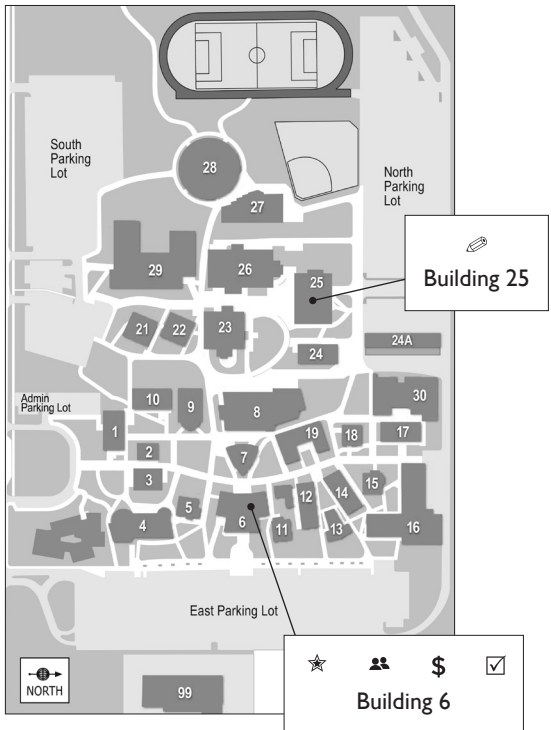 South
Parking
Lot
North
Parking
Lot
28
27
29
26
25
Building 25
21
22
23
24
24A
Admin
Parking Lot
10
9
8
30
1
2
3
7
19
18
17
4
5
6
11
12
13
14
15
16
East Parking Lot
NORTH
99
$
Building 6